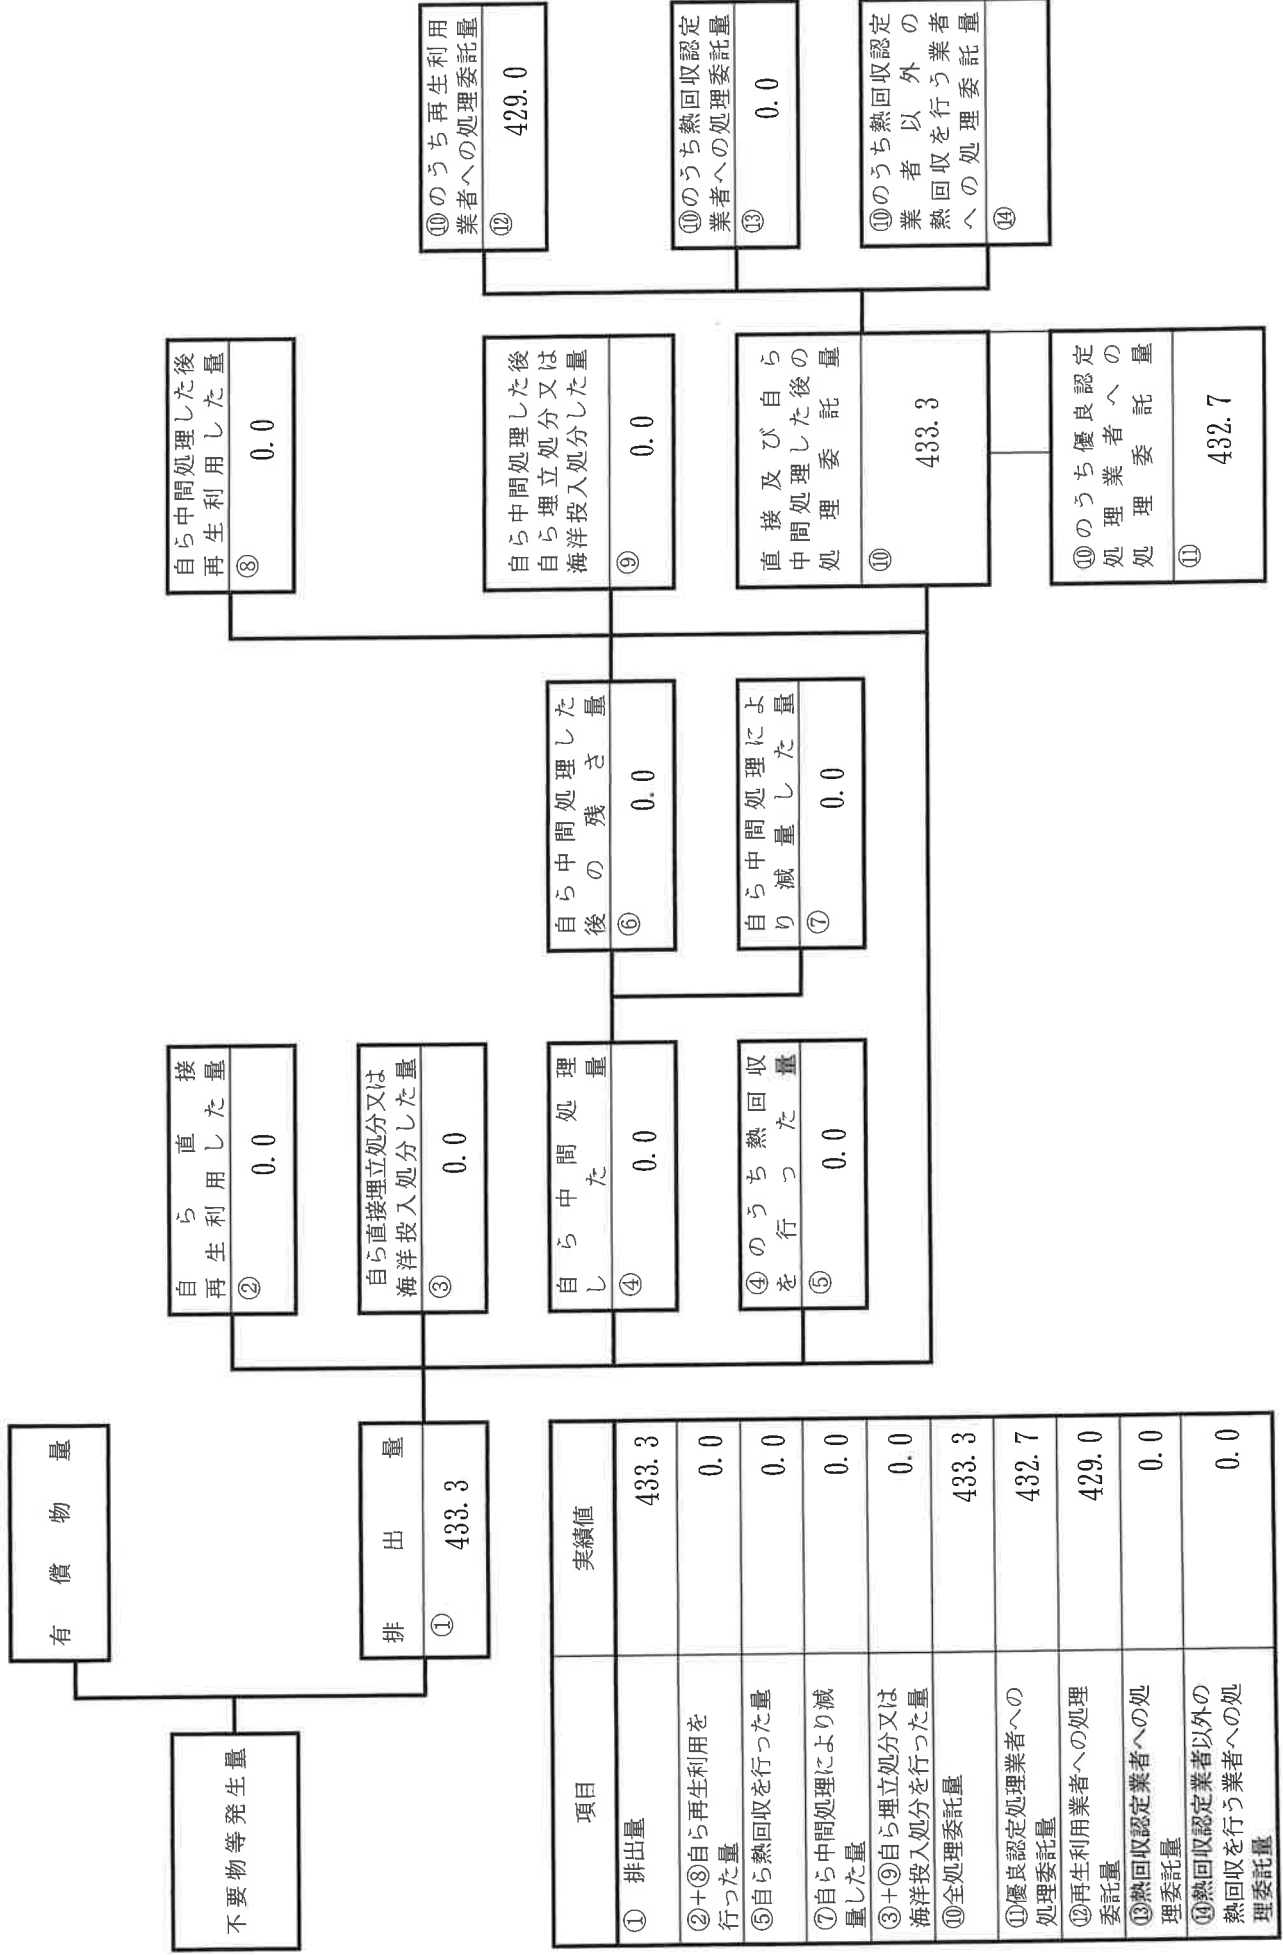 不要物等発生量
有償物量
排出量
① 433.3
自ら直接
再生利用した量
② 0.0
自ら直接埋立処分又は
海洋投入処分した量
③ 0.0
自ら中間処理
した量
④ 0.0
④のうち熱回収
を行った量
⑤ 0.0
自ら中間処理した
後の残さ量
⑥ 0.0
自ら中間処理によ
り減量した量
⑦ 0.0
自ら中間処理した後
再生利用した量
⑧ 0.0
自ら中間処理した後
自ら埋立処分又は
海洋投入処分した量
⑨ 0.0
直接及び自ら
中間処理した後の
処理委託量
⑩ 433.3
⑩のうち優良認定
処理業者への
処理委託量
⑪ 432.7
⑩のうち再生利用
業者への処理委託量
⑫ 429.0
⑩のうち熱回収認定
業者への処理委託量
⑬ 0.0
⑩のうち熱回収認定
業者以外の
熱回収を行う業者
への処理委託量
⑭
項目 実績値
① 排出量 433.3
②+⑧自ら再生利用を
行った量 0.0
⑤自ら熱回収を行った量 0.0
⑦自ら中間処理により減
量した量 0.0
③+⑨自ら埋立処分又は
海洋投入処分を行った量 0.0
⑩全処理委託量 433.3
⑪優良認定処理業者への
処理委託量 432.7
⑫再生利用業者への処理
委託量 429.0
⑬熱回収認定業者への処
理委託量 0.0
⑭熱回収認定業者以外の
熱回収を行う業者への処
理委託量 0.0